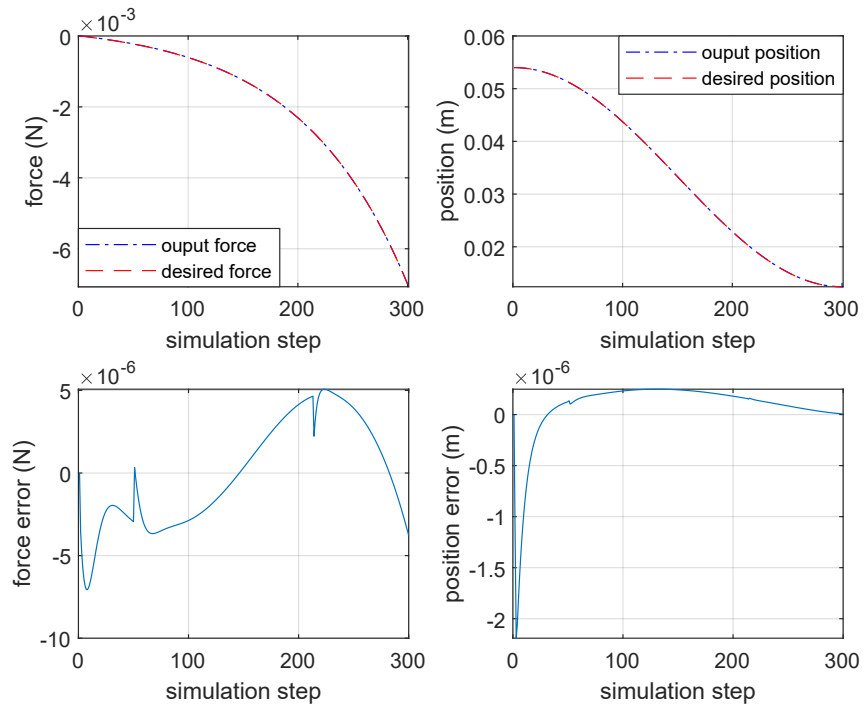 × 10⁻³
0
-2
-4
-6
force (N)
ouput force
desired force
0 100 200 300
simulation step
0.06
0.05
0.04
0.03
0.02
position (m)
ouput position
desired position
0 100 200 300
simulation step
× 10⁻⁶
5
0
-5
-10
force error (N)
0 100 200 300
simulation step
× 10⁻⁶
0
-0.5
-1
-1.5
-2
position error (m)
0 100 200 300
simulation step